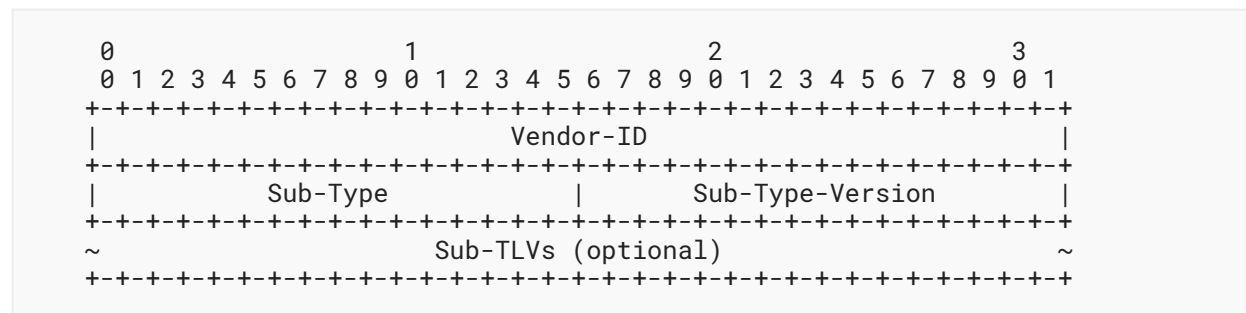 0                   1                   2                   3
 0 1 2 3 4 5 6 7 8 9 0 1 2 3 4 5 6 7 8 9 0 1 2 3 4 5 6 7 8 9 0 1
+-+-+-+-+-+-+-+-+-+-+-+-+-+-+-+-+-+-+-+-+-+-+-+-+-+-+-+-+-+-+-+-+
|                           Vendor-ID                           |
+-+-+-+-+-+-+-+-+-+-+-+-+-+-+-+-+-+-+-+-+-+-+-+-+-+-+-+-+-+-+-+-+
|           Sub-Type            |       Sub-Type-Version        |
+-+-+-+-+-+-+-+-+-+-+-+-+-+-+-+-+-+-+-+-+-+-+-+-+-+-+-+-+-+-+-+-+
~                      Sub-TLVs (optional)                      ~
+-+-+-+-+-+-+-+-+-+-+-+-+-+-+-+-+-+-+-+-+-+-+-+-+-+-+-+-+-+-+-+-+